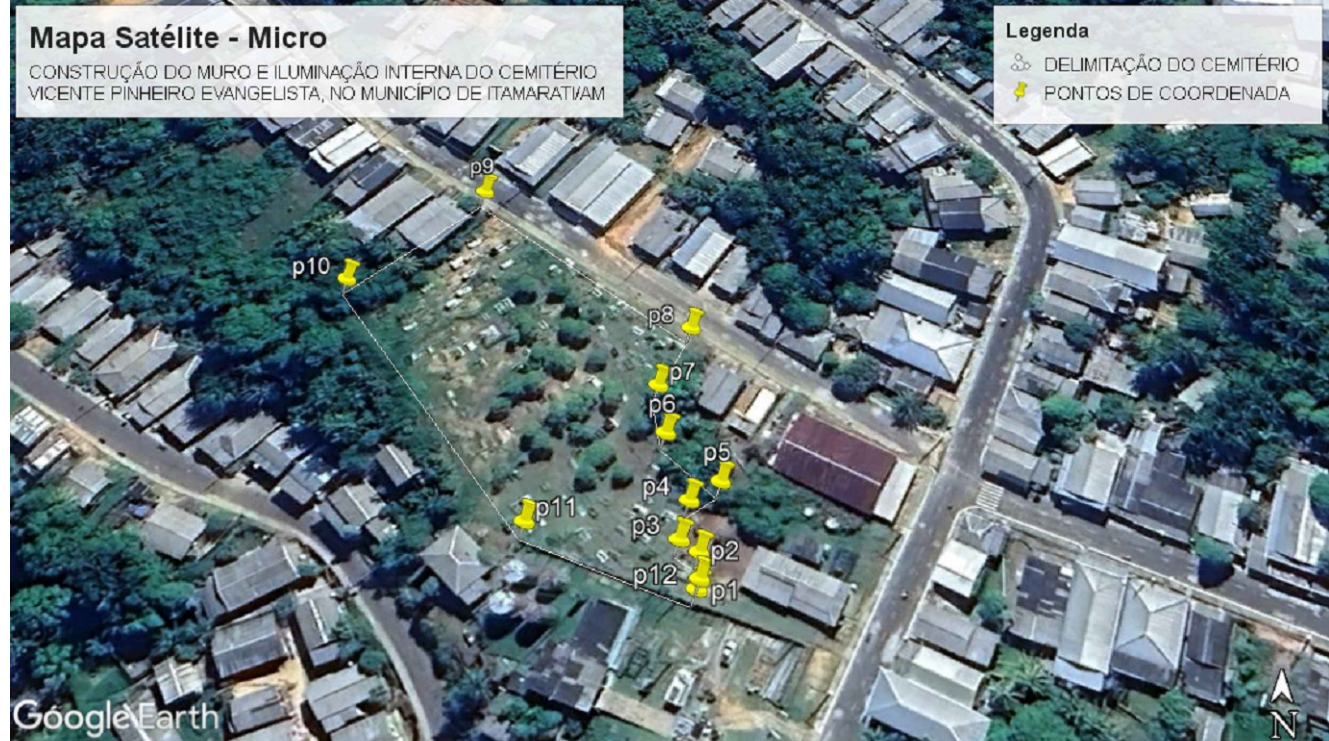 Mapa Satélite - Micro
CONSTRUÇÃO DO MURO E ILUMINAÇÃO INTERNA DO CEMITÉRIO
VICENTE PINHEIRO EVANGELISTA, NO MUNICÍPIO DE ITAMARATI/AM
Legenda
DELIMITAÇÃO DO CEMITÉRIO
PONTOS DE COORDENADA
p9
p10
p8
p7
p6
p5
p4
p11
p3
p2
p12
p1
Google Earth
N